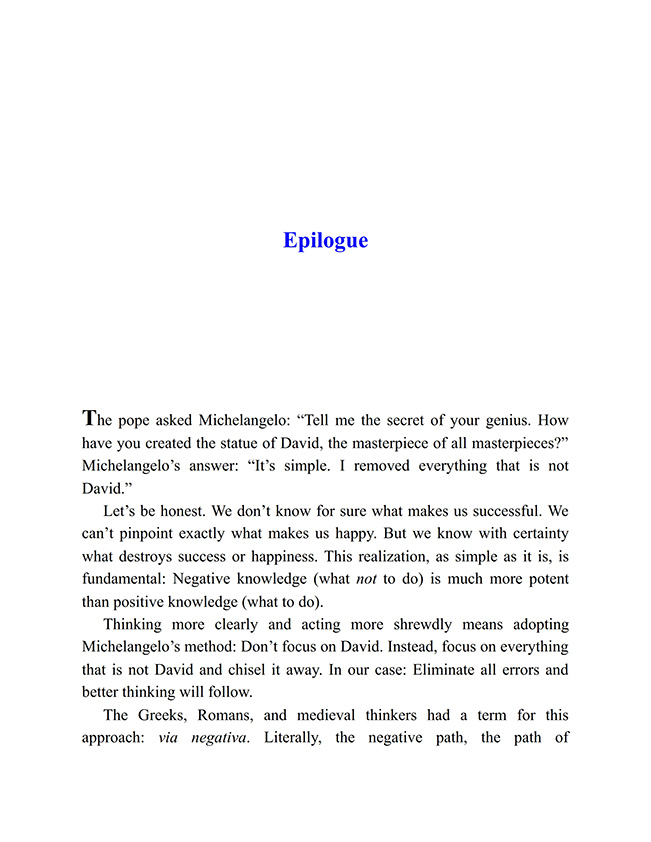 Epilogue
The pope asked Michelangelo: “Tell me the secret of your genius. How
have you created the statue of David, the masterpiece of all masterpieces?”
Michelangelo’s answer: “It’s simple. I removed everything that is not
David.”
Let’s be honest. We don’t know for sure what makes us successful. We
can’t pinpoint exactly what makes us happy. But we know with certainty
what destroys success or happiness. This realization, as simple as it is, is
fundamental: Negative knowledge (what not to do) is much more potent
than positive knowledge (what to do).
Thinking more clearly and acting more shrewdly means adopting
Michelangelo’s method: Don’t focus on David. Instead, focus on everything
that is not David and chisel it away. In our case: Eliminate all errors and
better thinking will follow.
The Greeks, Romans, and medieval thinkers had a term for this
approach: via negativa. Literally, the negative path, the path of